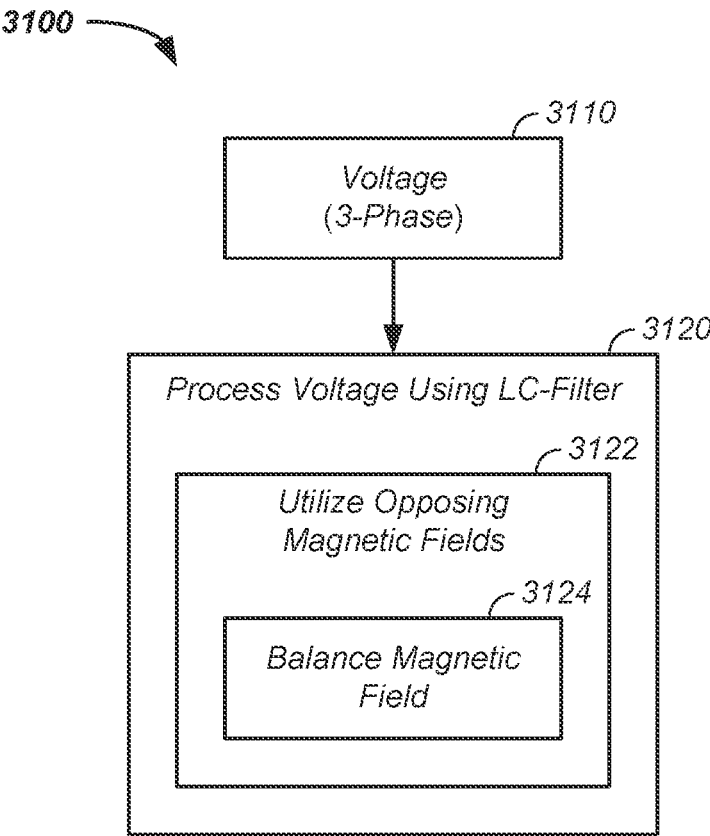 3100
3110
Voltage
(3-Phase)
3120
Process Voltage Using LC-Filter
3122
Utilize Opposing
Magnetic Fields
3124
Balance Magnetic
Field